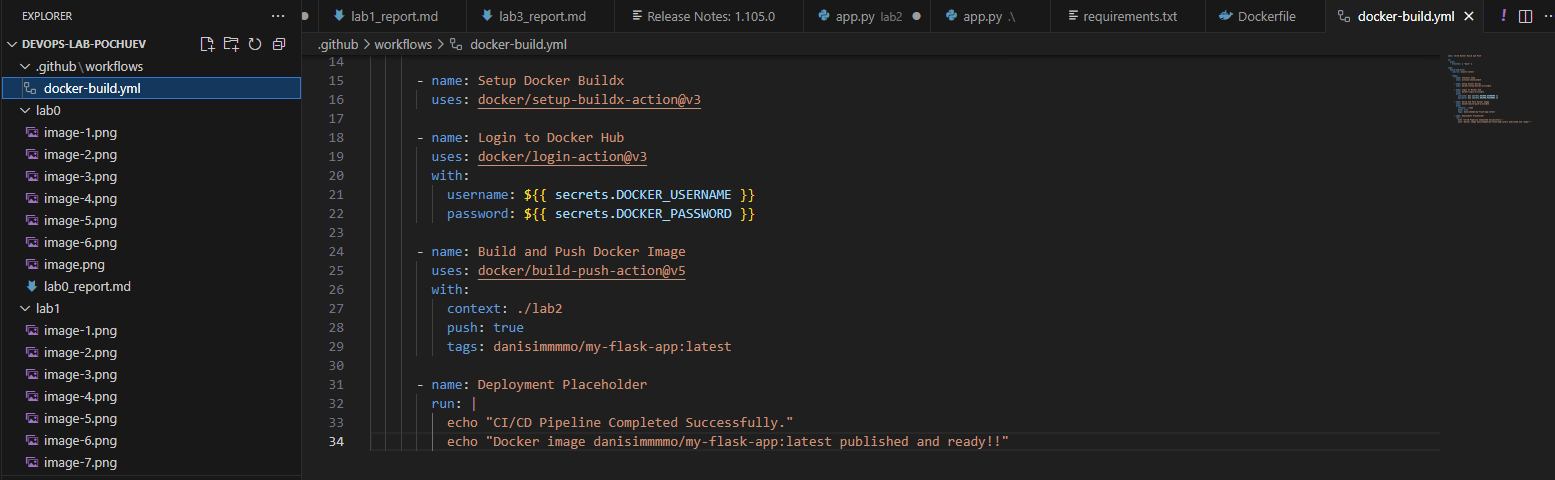 EXPLORER
lab1_report.md
lab3_report.md
Release Notes: 1.105.0
app.py lab2
app.py .\
requirements.txt
Dockerfile
docker-build.yml
DEVOPS-LAB-POCHUEV
.github\workflows
docker-build.yml
lab0
image-1.png
image-2.png
image-3.png
image-4.png
image-5.png
image-6.png
image.png
lab0_report.md
lab1
image-1.png
image-2.png
image-3.png
image-4.png
image-5.png
image-6.png
image-7.png
.github > workflows > docker-build.yml
14
15 - name: Setup Docker Buildx
16 uses: docker/setup-buildx-action@v3
17
18 - name: Login to Docker Hub
19 uses: docker/login-action@v3
20 with:
21 username: ${{ secrets.DOCKER_USERNAME }}
22 password: ${{ secrets.DOCKER_PASSWORD }}
23
24 - name: Build and Push Docker Image
25 uses: docker/build-push-action@v5
26 with:
27 context: ./lab2
28 push: true
29 tags: danisimmmmo/my-flask-app:latest
30
31 - name: Deployment Placeholder
32 run: |
33 echo "CI/CD Pipeline Completed Successfully."
34 echo "Docker image danisimmmmo/my-flask-app:latest published and ready!!"